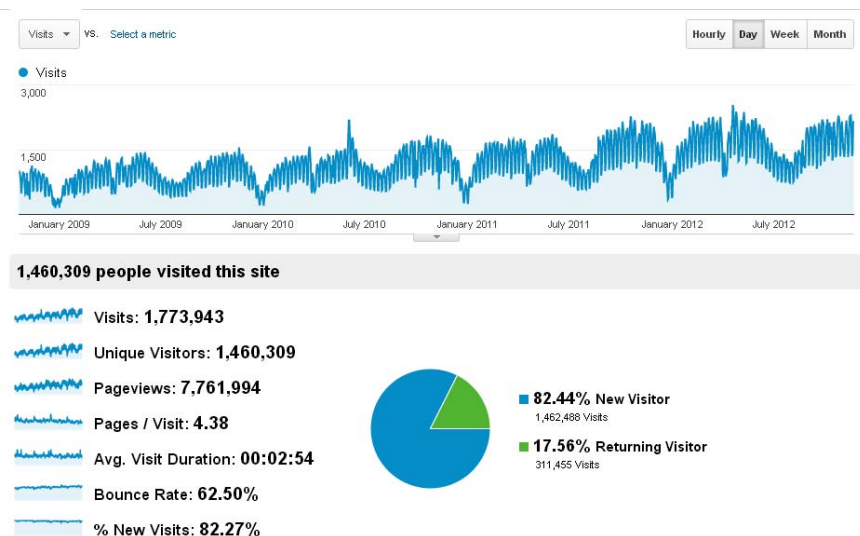 Visits vs. Select a metric Hourly Day Week Month
Visits
3,000
1,500
January 2009 July 2009 January 2010 July 2010 January 2011 July 2011 January 2012 July 2012
1,460,309 people visited this site
Visits: 1,773,943
Unique Visitors: 1,460,309
Pageviews: 7,761,994
Pages / Visit: 4.38
Avg. Visit Duration: 00:02:54
Bounce Rate: 62.50%
% New Visits: 82.27%
82.44% New Visitor
1,462,488 Visits
17.56% Returning Visitor
311,455 Visits